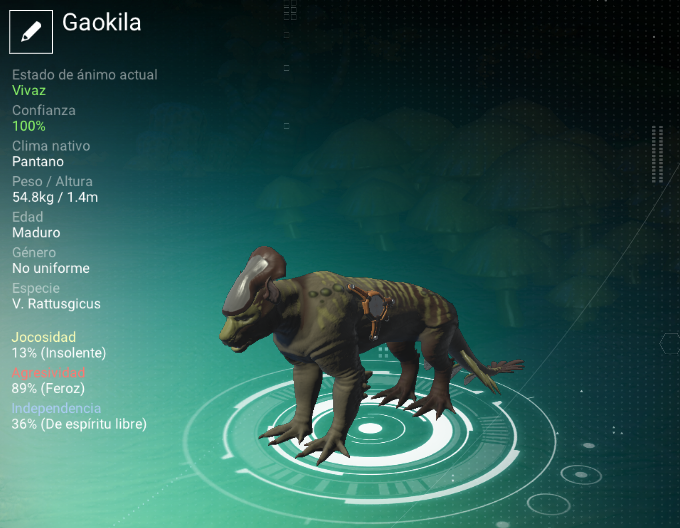 Gaokila
Estado de ánimo actual
Vivaz
Confianza
100%
Clima nativo
Pantano
Peso / Altura
54.8kg / 1.4m
Edad
Maduro
Género
No uniforme
Especie
V. Rattusgicus
Jocosidad
13% (Insolente)
Agresividad
89% (Feroz)
Independencia
36% (De espíritu libre)